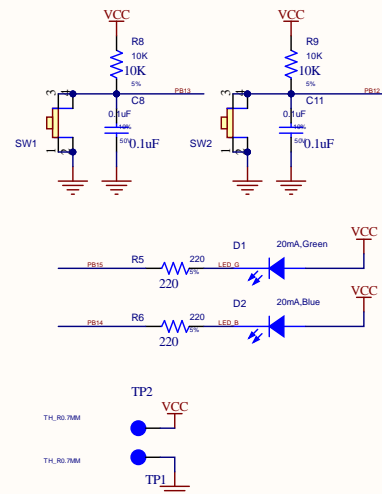 VCC VCC
R8 R9
10K 10K
10K 10K
5% 5%
3 4 PB13 3 4 PB12
C8 C11
0.1uF 0.1uF
10% 10%
50V 0.1uF 50V 0.1uF
SW1 SW2
1 2 1 2
D1 20mA,Green VCC
PB15 R5 220 LED_G
5%
220
D2 20mA,Blue VCC
PB14 R6 220 LED_B
5%
220
TP2
VCC
TH_R0.7MM
TH_R0.7MM
TP1